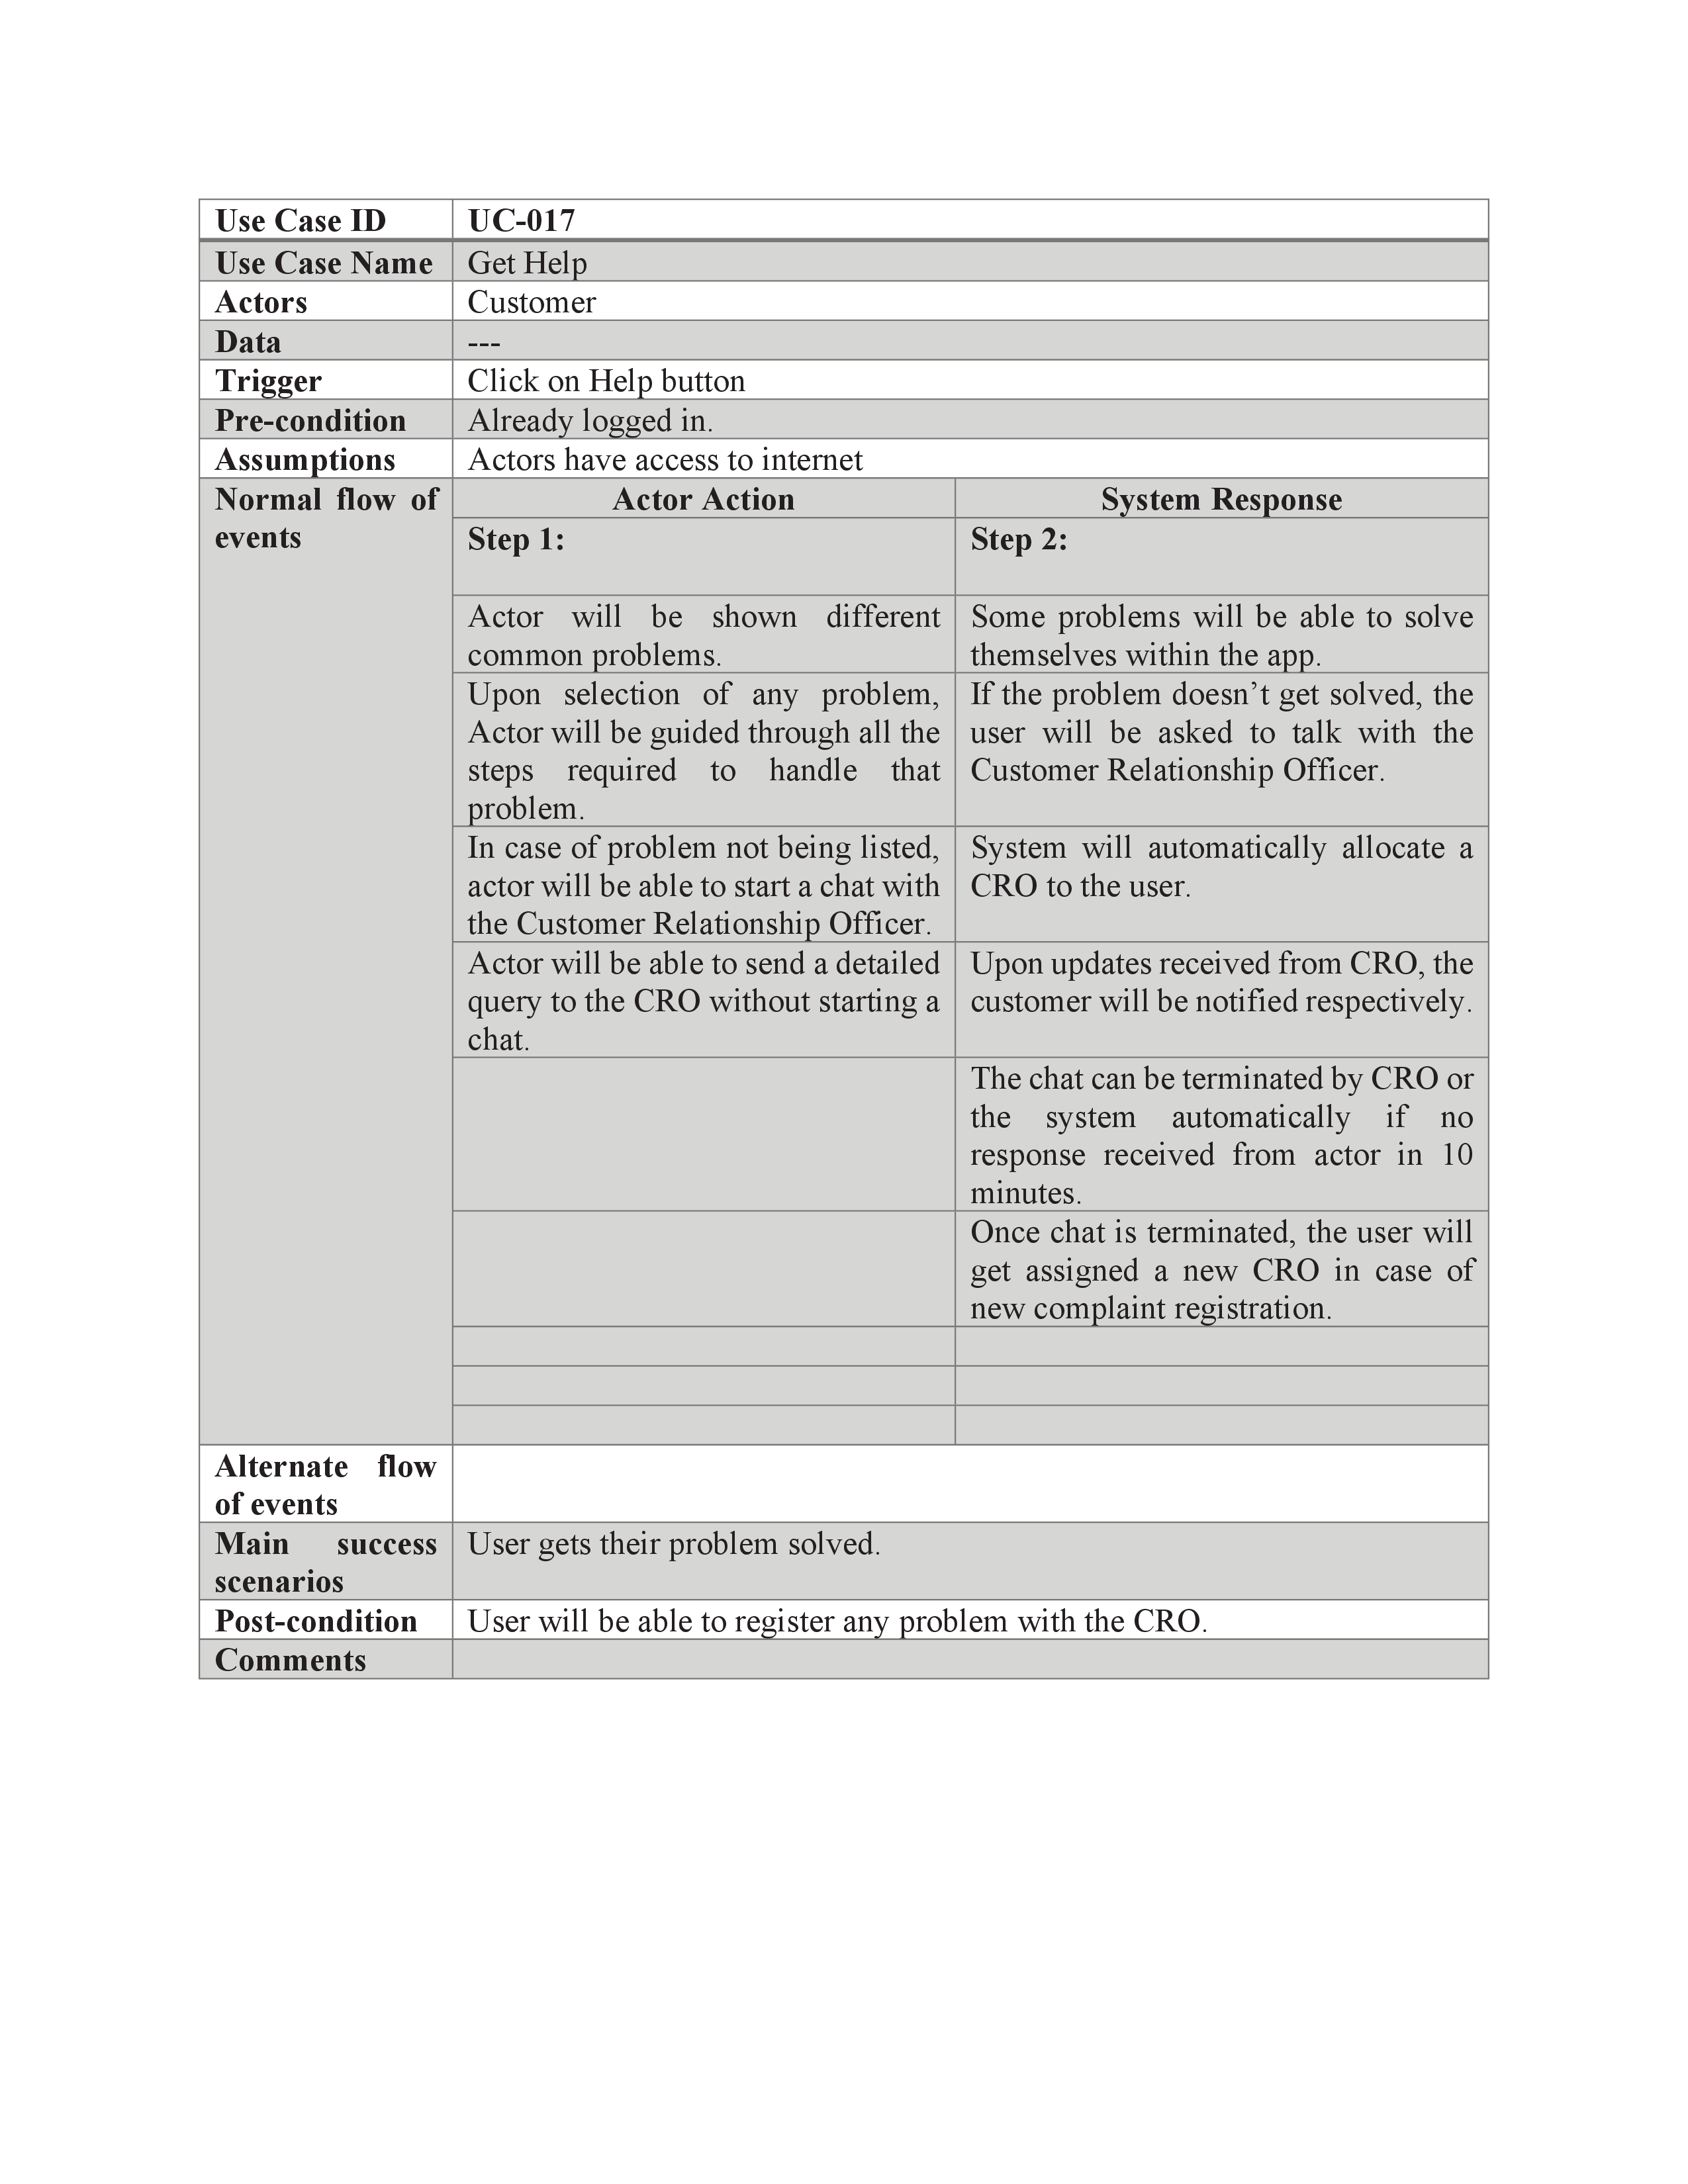 Use Case ID UC-017
Use Case Name Get Help
Actors Customer
Data ---
Trigger Click on Help button
Pre-condition Already logged in.
Assumptions Actors have access to internet
Normal flow of events
Actor Action System Response
Step 1: Step 2:
Actor will be shown different
common problems.
Some problems will be able to solve
themselves within the app.
Upon selection of any problem,
Actor will be guided through all the
steps required to handle that
problem.
If the problem doesn’t get solved, the
user will be asked to talk with the
Customer Relationship Officer.
In case of problem not being listed,
actor will be able to start a chat with
the Customer Relationship Officer.
System will automatically allocate a
CRO to the user.
Actor will be able to send a detailed
query to the CRO without starting a
chat.
Upon updates received from CRO, the
customer will be notified respectively.
The chat can be terminated by CRO or
the system automatically if no
response received from actor in 10
minutes.
Once chat is terminated, the user will
get assigned a new CRO in case of
new complaint registration.
Alternate flow
of events
Main success
scenarios
User gets their problem solved.
Post-condition User will be able to register any problem with the CRO.
Comments